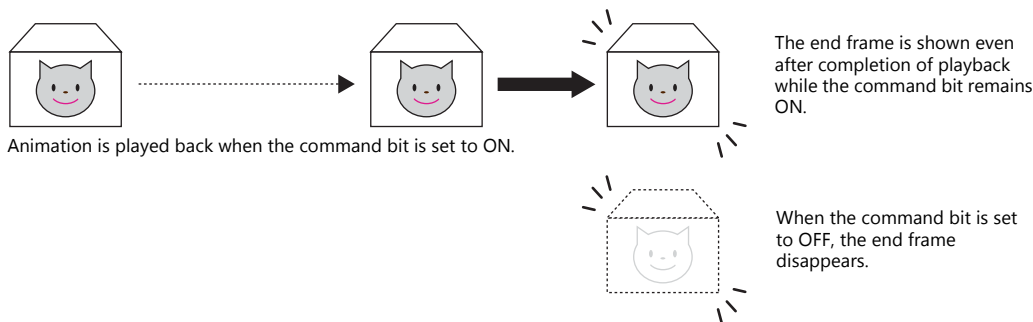 The end frame is shown even
after completion of playback
while the command bit remains
ON.
Animation is played back when the command bit is set to ON.
When the command bit is set
to OFF, the end frame
disappears.